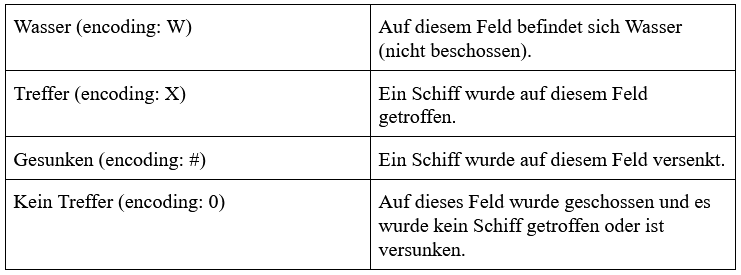 Wasser (encoding: W)
Auf diesem Feld befindet sich Wasser
(nicht beschossen).
Treffer (encoding: X)
Ein Schiff wurde auf diesem Feld
getroffen.
Gesunken (encoding: #)
Ein Schiff wurde auf diesem Feld versenkt.
Kein Treffer (encoding: 0)
Auf dieses Feld wurde geschossen und es
wurde kein Schiff getroffen oder ist
versunken.